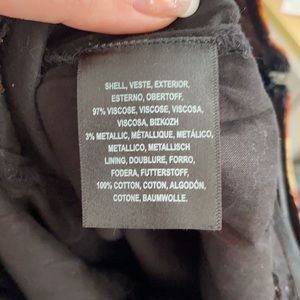 SHELL, VESTE, EXTERIOR,
ESTERNO, OBERTOFF,
97% VISCOSE, VISCOSE, VISCOSA,
VISCOSA, BIZKOZH
3% METALLIC, MÉTALLIQUE, METÁLICO,
METALLICO, METALLISCH
LINING, DOUBLURE, FORRO,
FODERA, FUTTERSTOFF,
100% COTTON, COTON, ALGODÓN,
COTONE, BAUMWOLLE.